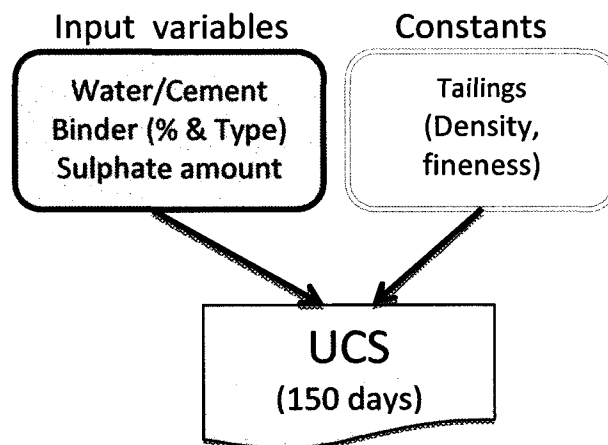 Input variables
Water/Cement
Binder (% & Type)
Sulphate amount
Constants
Tailings
(Density,
fineness)
UCS
(150 days)